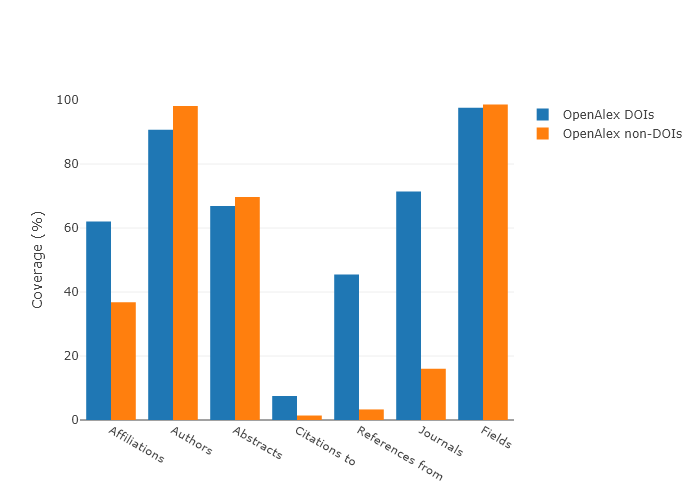 100
80
60
40
20
0
Coverage (%)
Affiliations
Authors
Abstracts
Citations to
References from
Journals
Fields
OpenAlex DOIs
OpenAlex non-DOIs